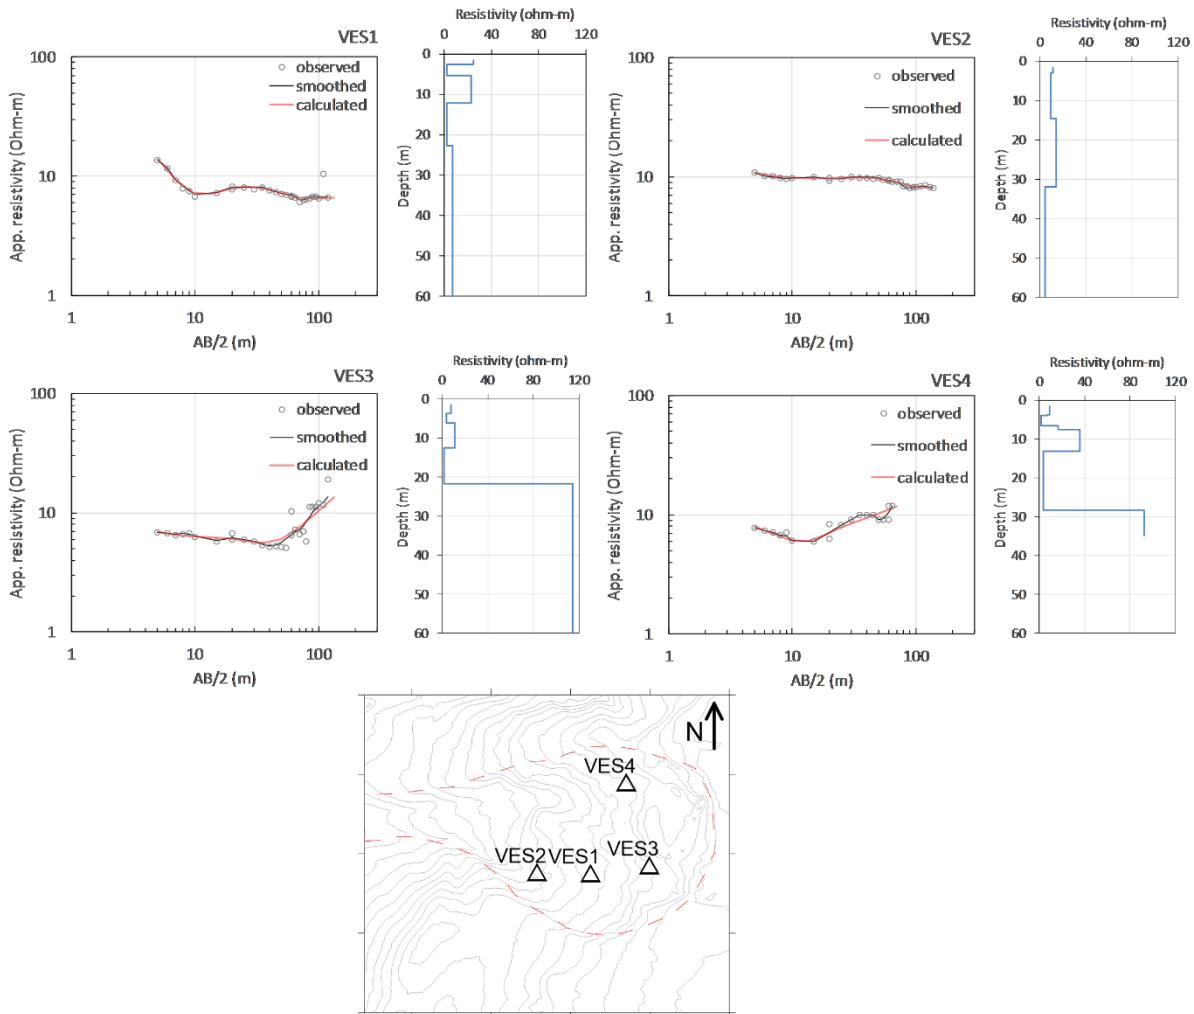 VES1
100
10
1
App. resistivity (Ohm-m)
observed
smoothed
calculated
1
10
100
AB/2 (m)
Resistivity (ohm-m)
0
40
80
120
0
10
20
30
40
50
60
Depth (m)
VES2
100
10
1
App. resistivity (Ohm-m)
observed
smoothed
calculated
1
10
100
AB/2 (m)
Resistivity (ohm-m)
0
40
80
120
0
10
20
30
40
50
60
Depth (m)
VES3
100
10
1
App. resistivity (Ohm-m)
observed
smoothed
calculated
1
10
100
AB/2 (m)
Resistivity (ohm-m)
0
40
80
120
0
10
20
30
40
50
60
Depth (m)
VES4
100
10
1
App. resistivity (Ohm-m)
observed
smoothed
calculated
1
10
100
AB/2 (m)
Resistivity (ohm-m)
0
40
80
120
0
10
20
30
40
50
60
Depth (m)
N
VES4
VES2
VES1
VES3